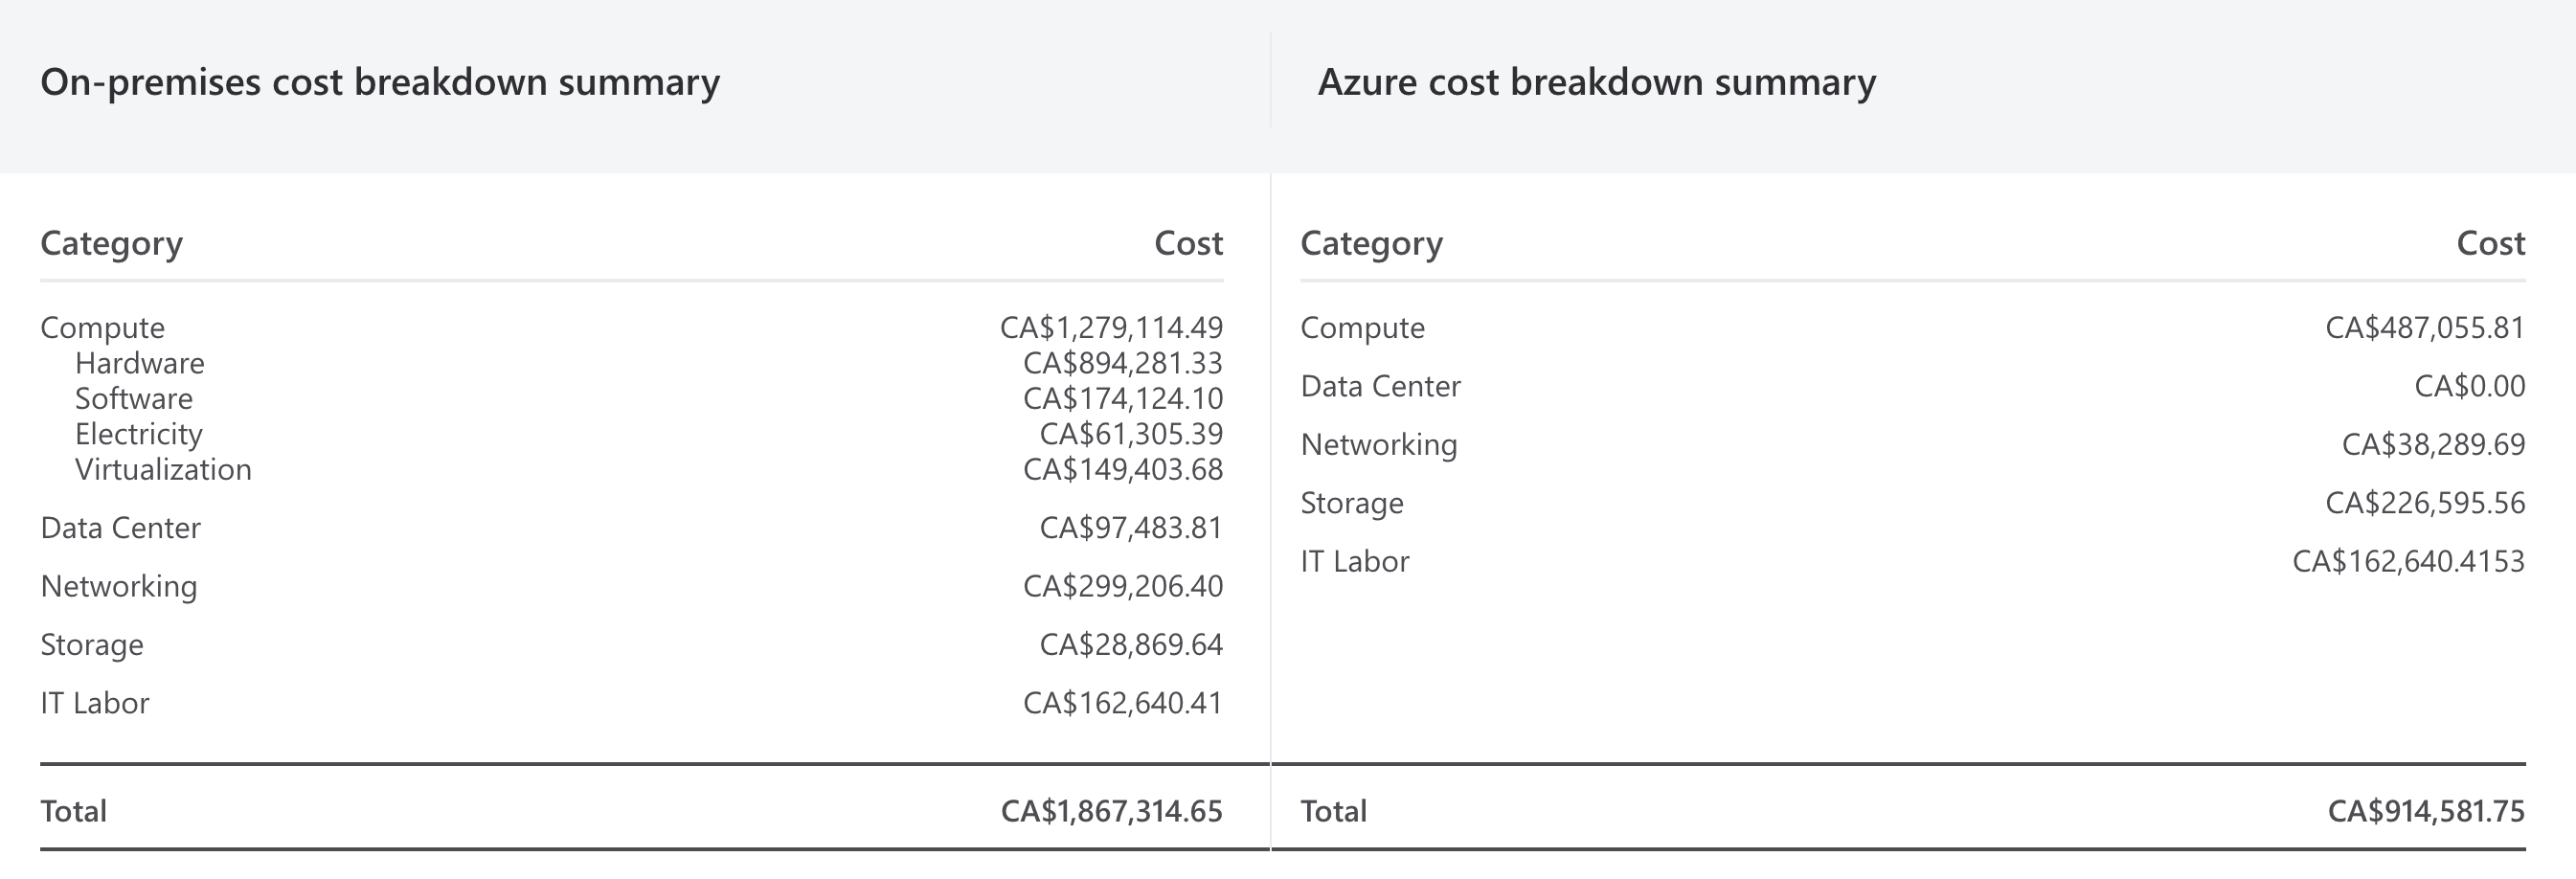 On-premises cost breakdown summary
Category Cost
Compute CA$1,279,114.49
Hardware CA$894,281.33
Software CA$174,124.10
Electricity CA$61,305.39
Virtualization CA$149,403.68
Data Center CA$97,483.81
Networking CA$299,206.40
Storage CA$28,869.64
IT Labor CA$162,640.41
Total CA$1,867,314.65
Azure cost breakdown summary
Category Cost
Compute CA$487,055.81
Data Center CA$0.00
Networking CA$38,289.69
Storage CA$226,595.56
IT Labor CA$162,640.4153
Total CA$914,581.75